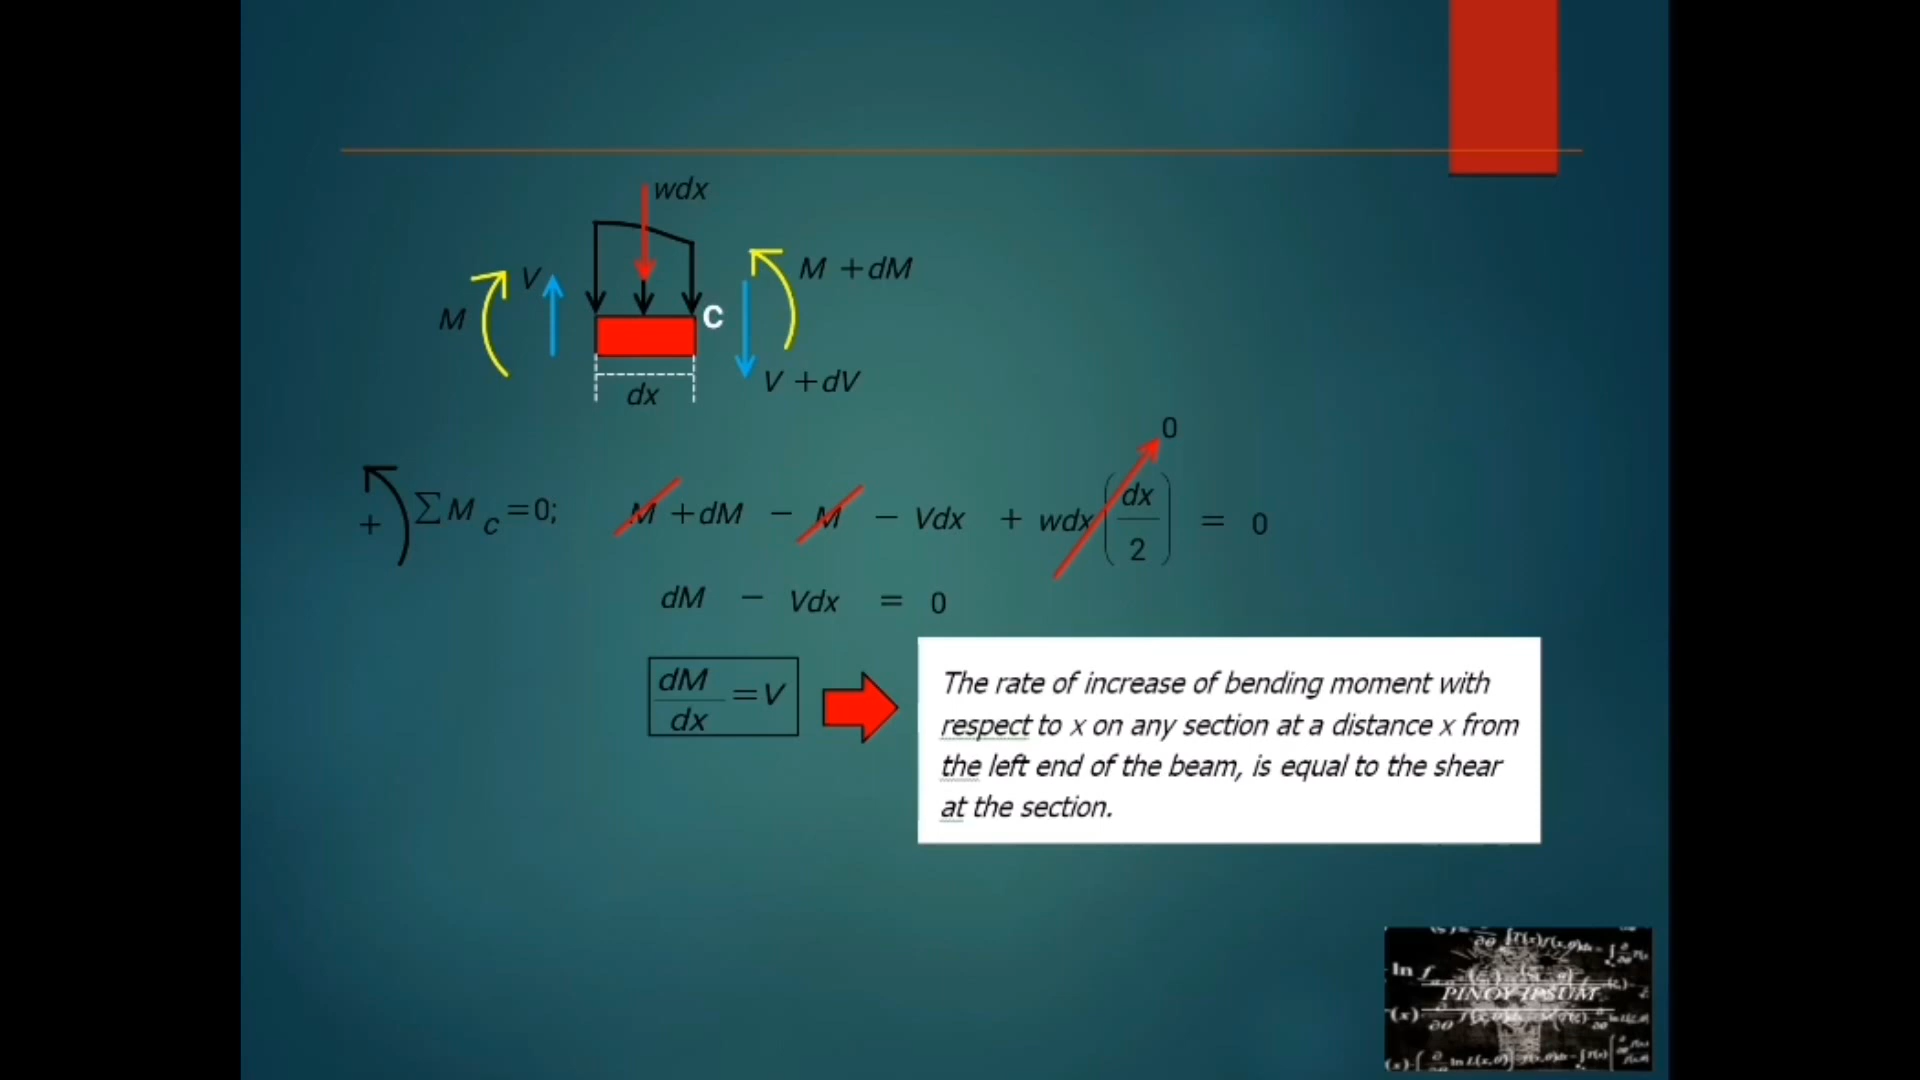 wdx
V
M + dM
M
C
V + dV
dx
0
+ ∑M C = 0; M + dM − M − Vdx + wdx (dx/2) = 0
dM − Vdx = 0
dM/dx = V
The rate of increase of bending moment with
respect to x on any section at a distance x from
the left end of the beam, is equal to the shear
at the section.
PINOY IPSUM